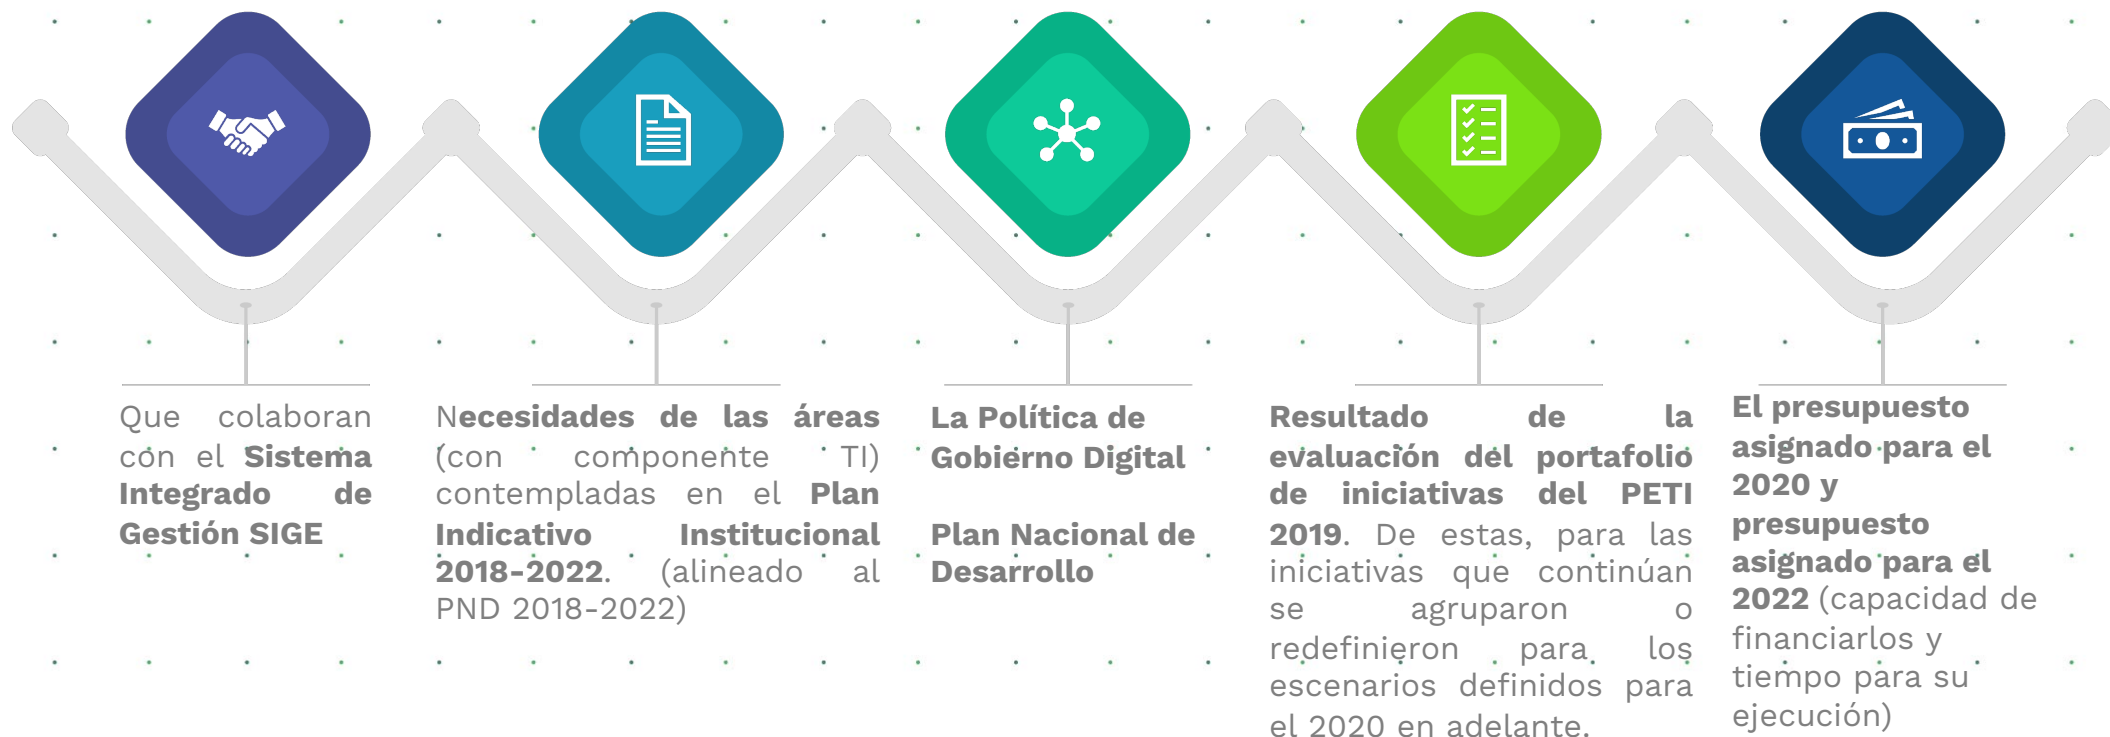 Que colaboran
con el Sistema
Integrado de
Gestión SIGE
Necesidades de las áreas
(con componente TI)
contempladas en el Plan
Indicativo Institucional
2018-2022. (alineado al
PND 2018-2022)
La Política de
Gobierno Digital
Plan Nacional de
Desarrollo
Resultado de la
evaluación del portafolio
de iniciativas del PETI
2019. De estas, para las
iniciativas que continúan
se agruparon o
redefinieron para los
escenarios definidos para
el 2020 en adelante.
El presupuesto
asignado para el
2020 y
presupuesto
asignado para el
2022 (capacidad de
financiarlos y
tiempo para su
ejecución)